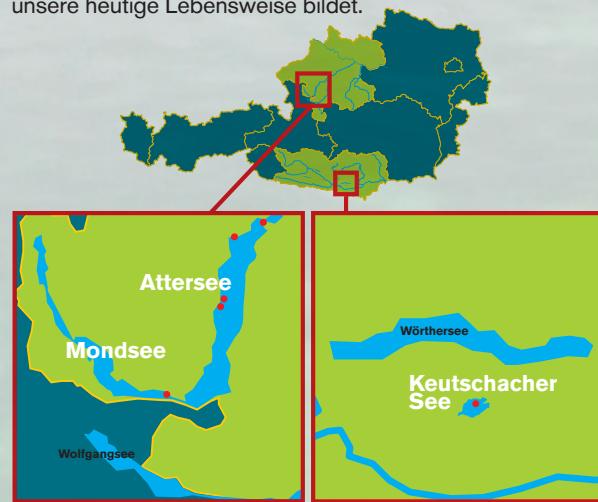 unsere heutige Lebensweise bildet.
Attersee
Mondsee
Wolfgangsee
Wörthersee
Keutschacher
See